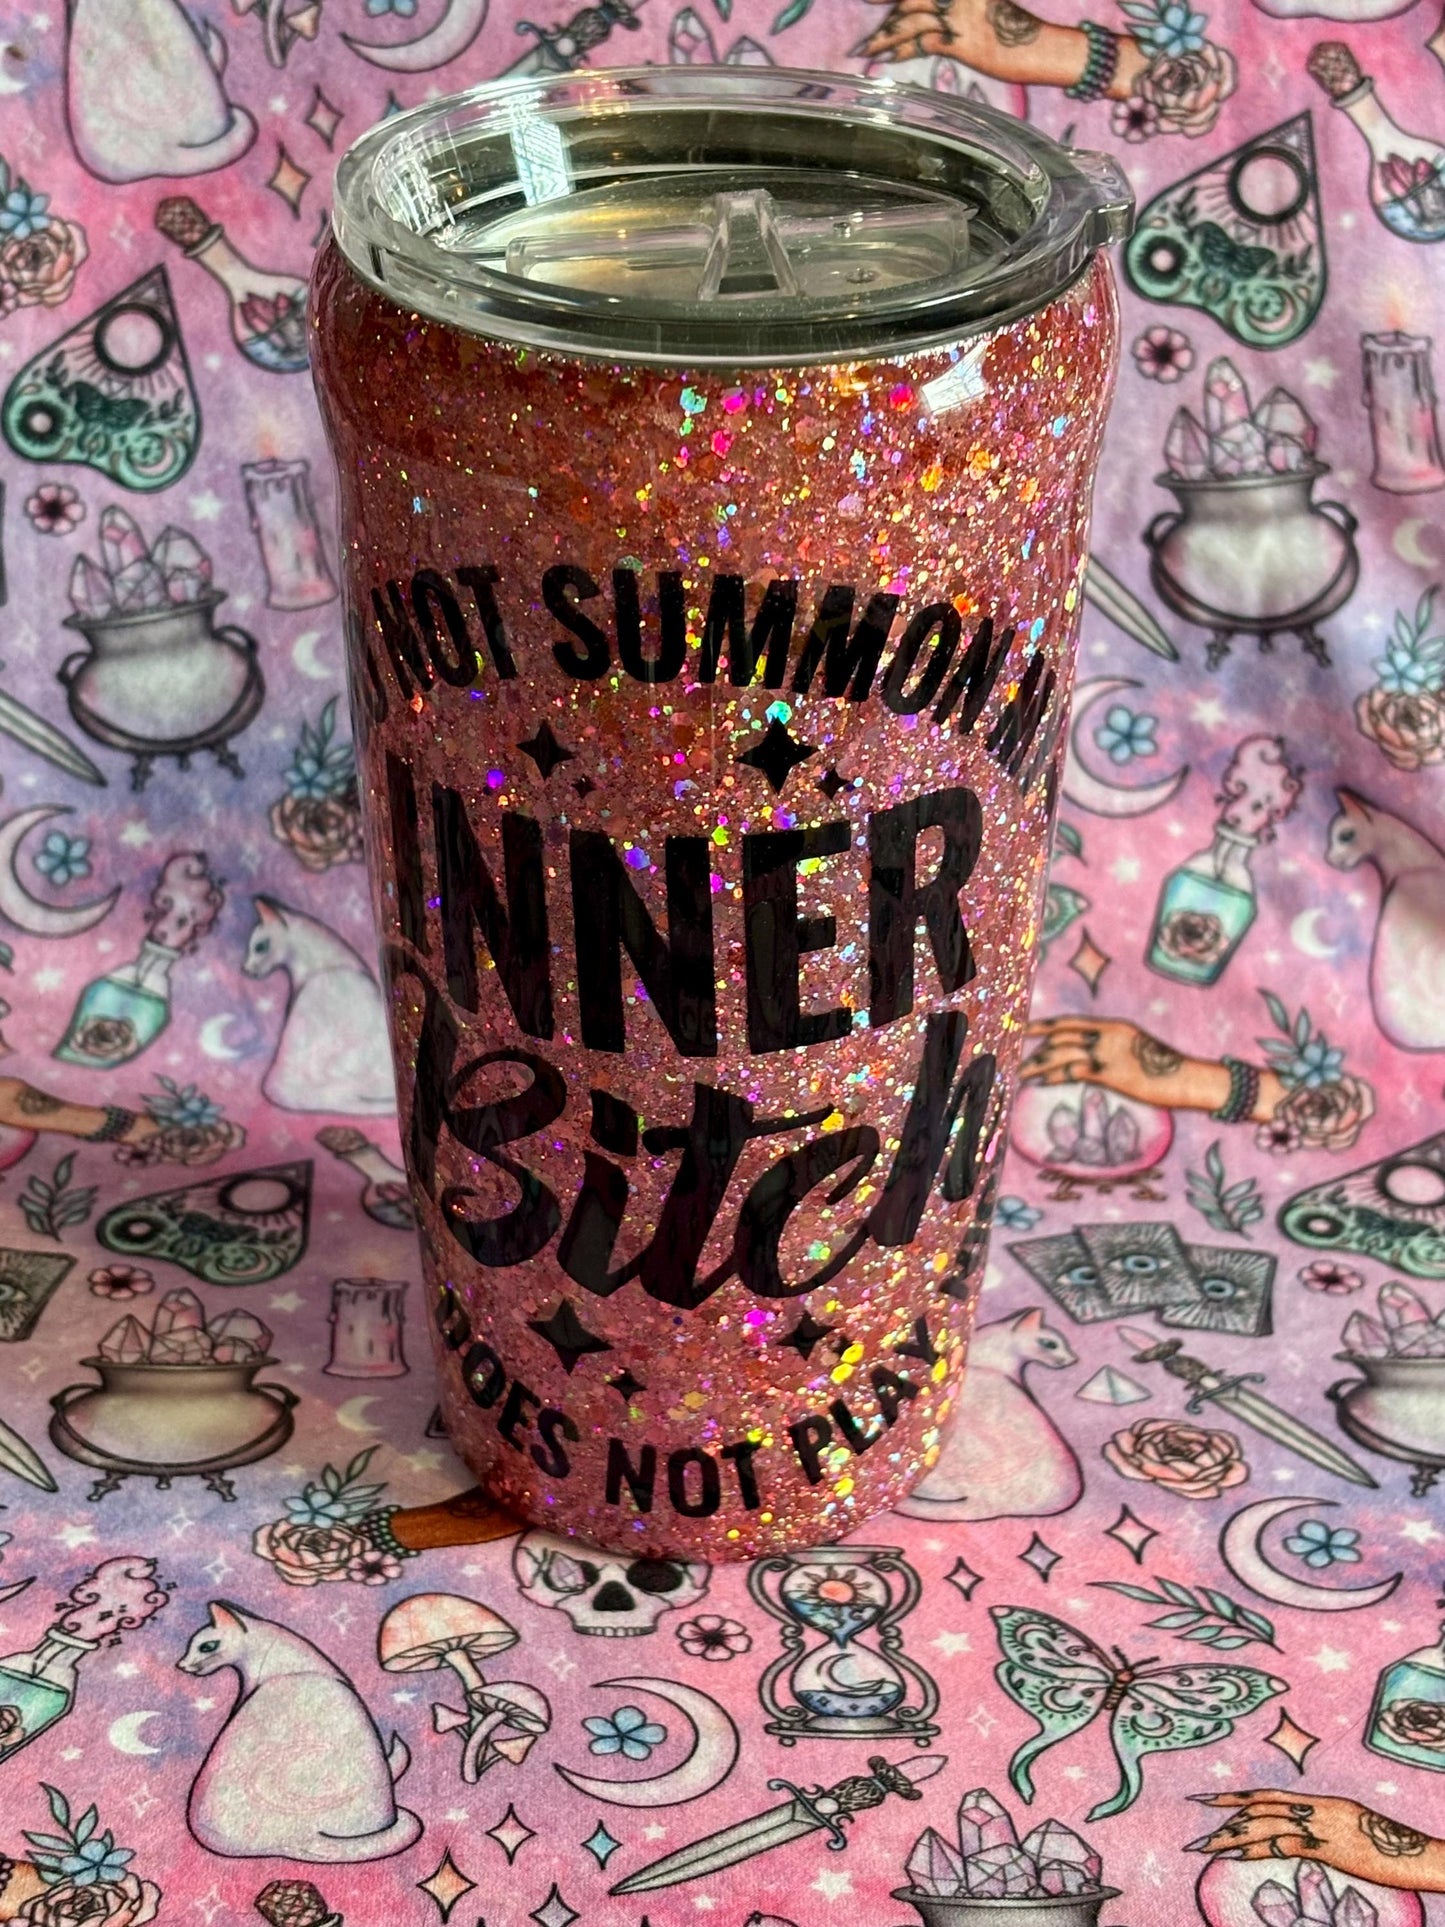 NOT SUMMON
INNER
Bitch
DOES NOT PLAY